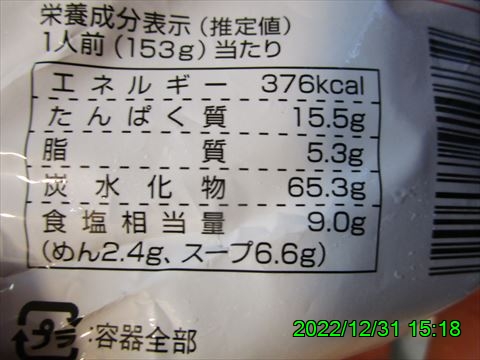 栄養成分表示(推定値)
1人前(153g)当たり
エネルギー 376kcal
たんぱく質 15.5g
脂質 5.3g
炭水化物 65.3g
食塩相当量 9.0g
(めん2.4g、スープ6.6g)
プラ :容器全部
2022/12/31 15:18